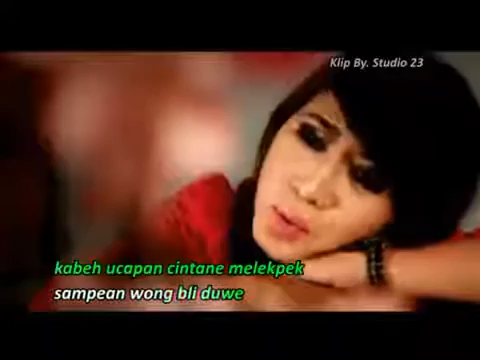 Klip By. Studio 23
kabeh ucapan cintane melekpek
sampean wong bli duwe